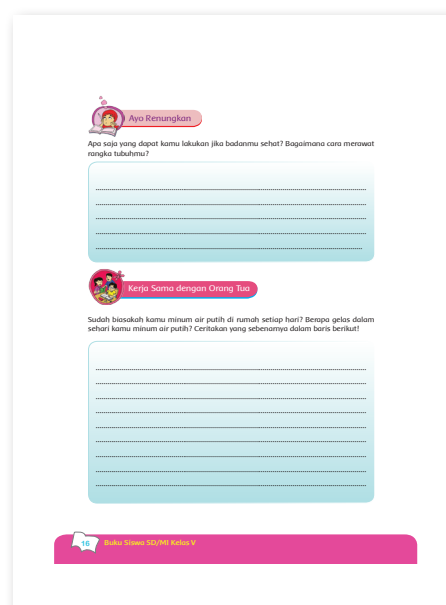 Ayo Renungkan
Apa saja yang dapat kamu lakukan jika badanmu sehat? Bagaimana cara merawat
rangka tubuhmu?
Kerja Sama dengan Orang Tua
Sudah biasakah kamu minum air putih di rumah setiap hari? Berapa gelas dalam
sehari kamu minum air putih? Ceritakan yang sebenarnya dalam baris berikut!
16 Buku Siswa SD/MI Kelas V